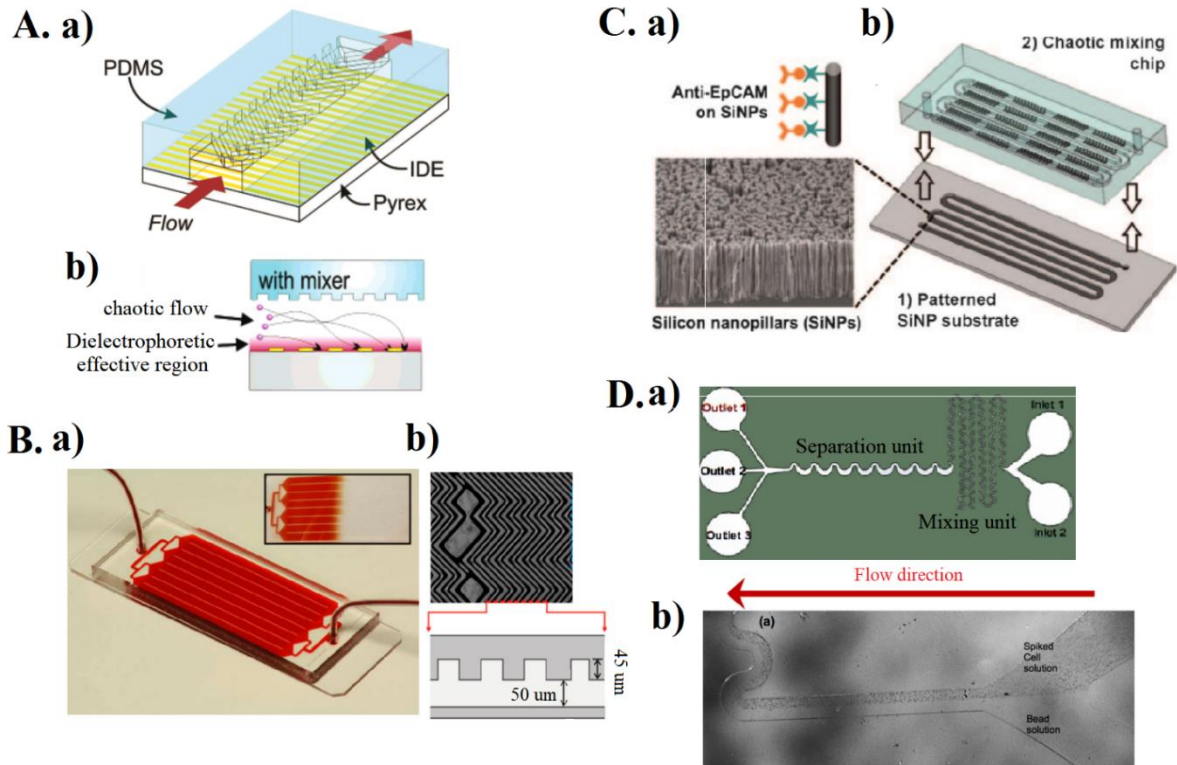 A. a)
PDMS
IDE
Pyrex
Flow
b)
with mixer
chaotic flow
Dielectrophoretic
effective region
B. a)
b)
45 um
50 um
C. a)
Anti-EpCAM
on SiNPs
Silicon nanopillars (SiNPs)
b)
2) Chaotic mixing
chip
1) Patterned
SiNP substrate
D. a)
Outlet 1
Outlet 2
Outlet 3
Separation unit
Mixing unit
Inlet 1
Inlet 2
Flow direction
b)
(a)
Spiked
Cell
solution
Bead
solution